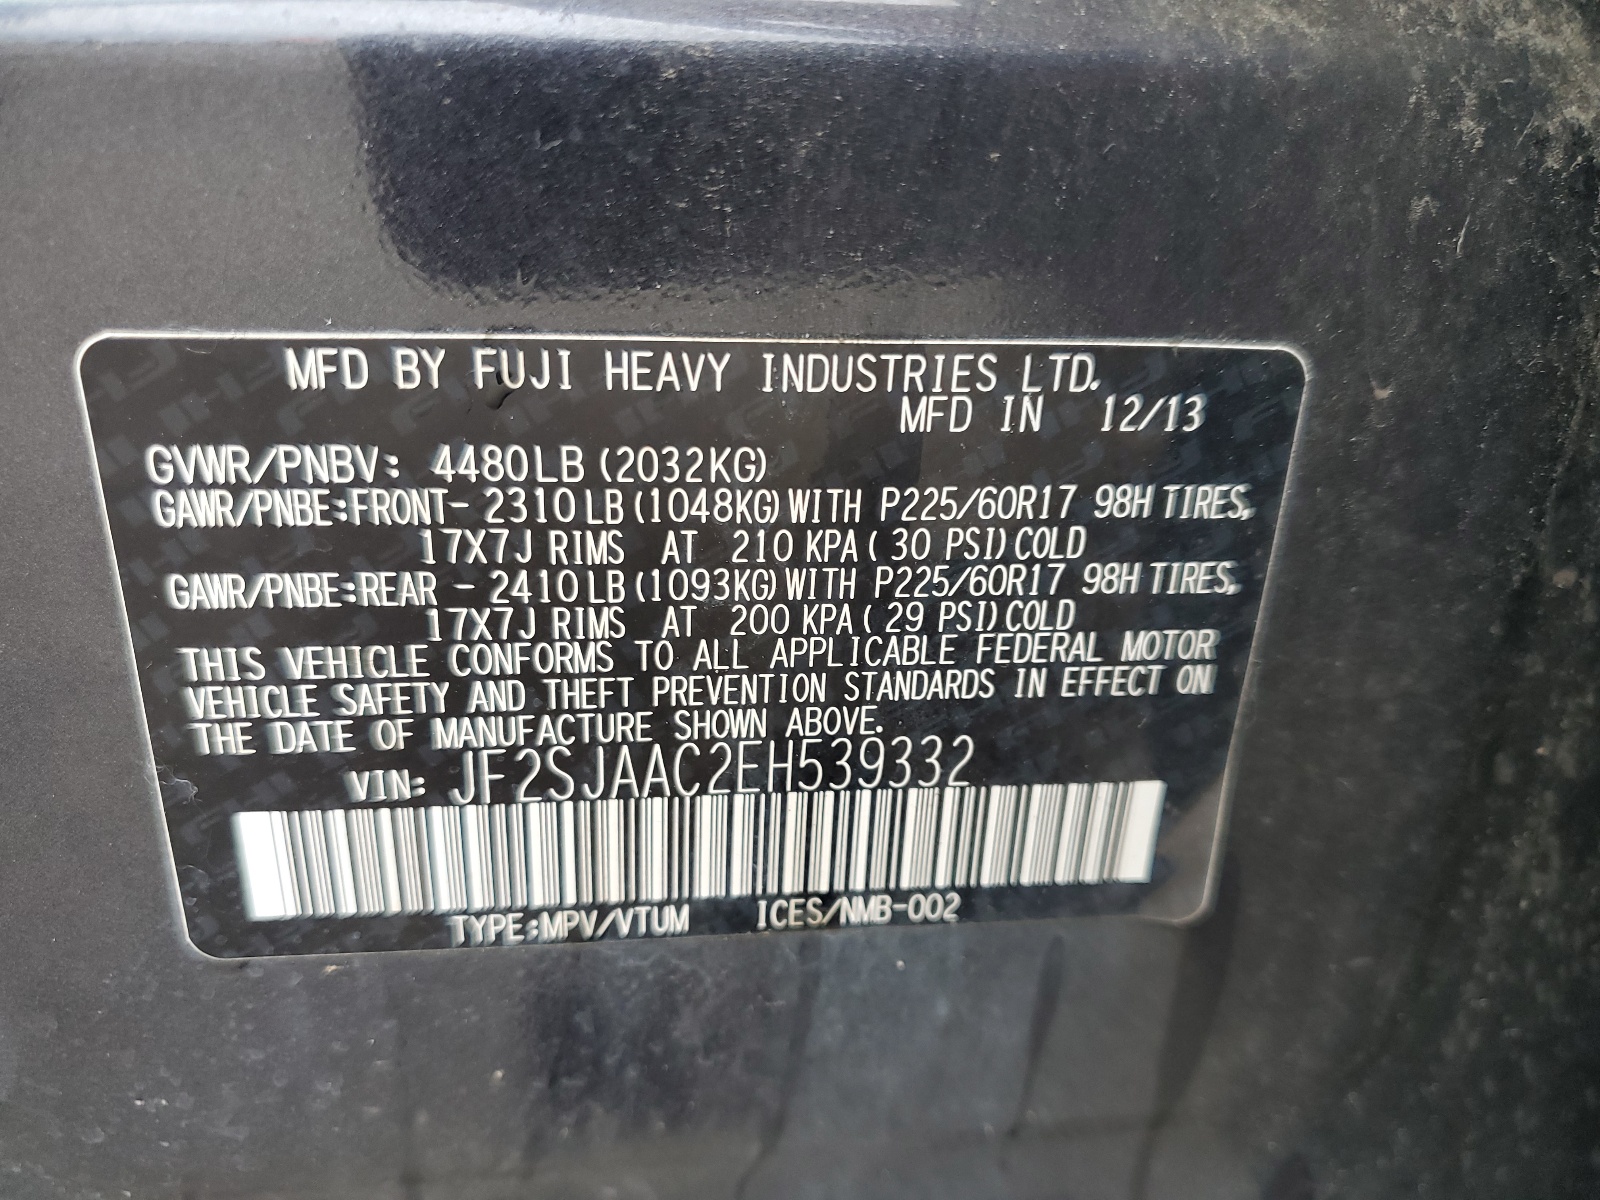 MFD BY FUJI HEAVY INDUSTRIES LTD.
MFD IN 12/13
GVWR/PNBV: 4480LB (2032KG)
GAWR/PNBE:FRONT- 2310LB (1048KG) WITH P225/60R17 98H TIRES,
17X7J RIMS AT 210 KPA ( 30 PSI) COLD
GAWR/PNBE:REAR - 2410LB (1093KG) WITH P225/60R17 98H TIRES,
17X7J RIMS AT 200 KPA ( 29 PSI) COLD
THIS VEHICLE CONFORMS TO ALL APPLICABLE FEDERAL MOTOR
VEHICLE SAFETY AND THEFT PREVENTION STANDARDS IN EFFECT ON
THE DATE OF MANUFACTURE SHOWN ABOVE.
VIN: JF2SJAAC2EH539332
TYPE:MPV/VTUM ICES/NMB-002